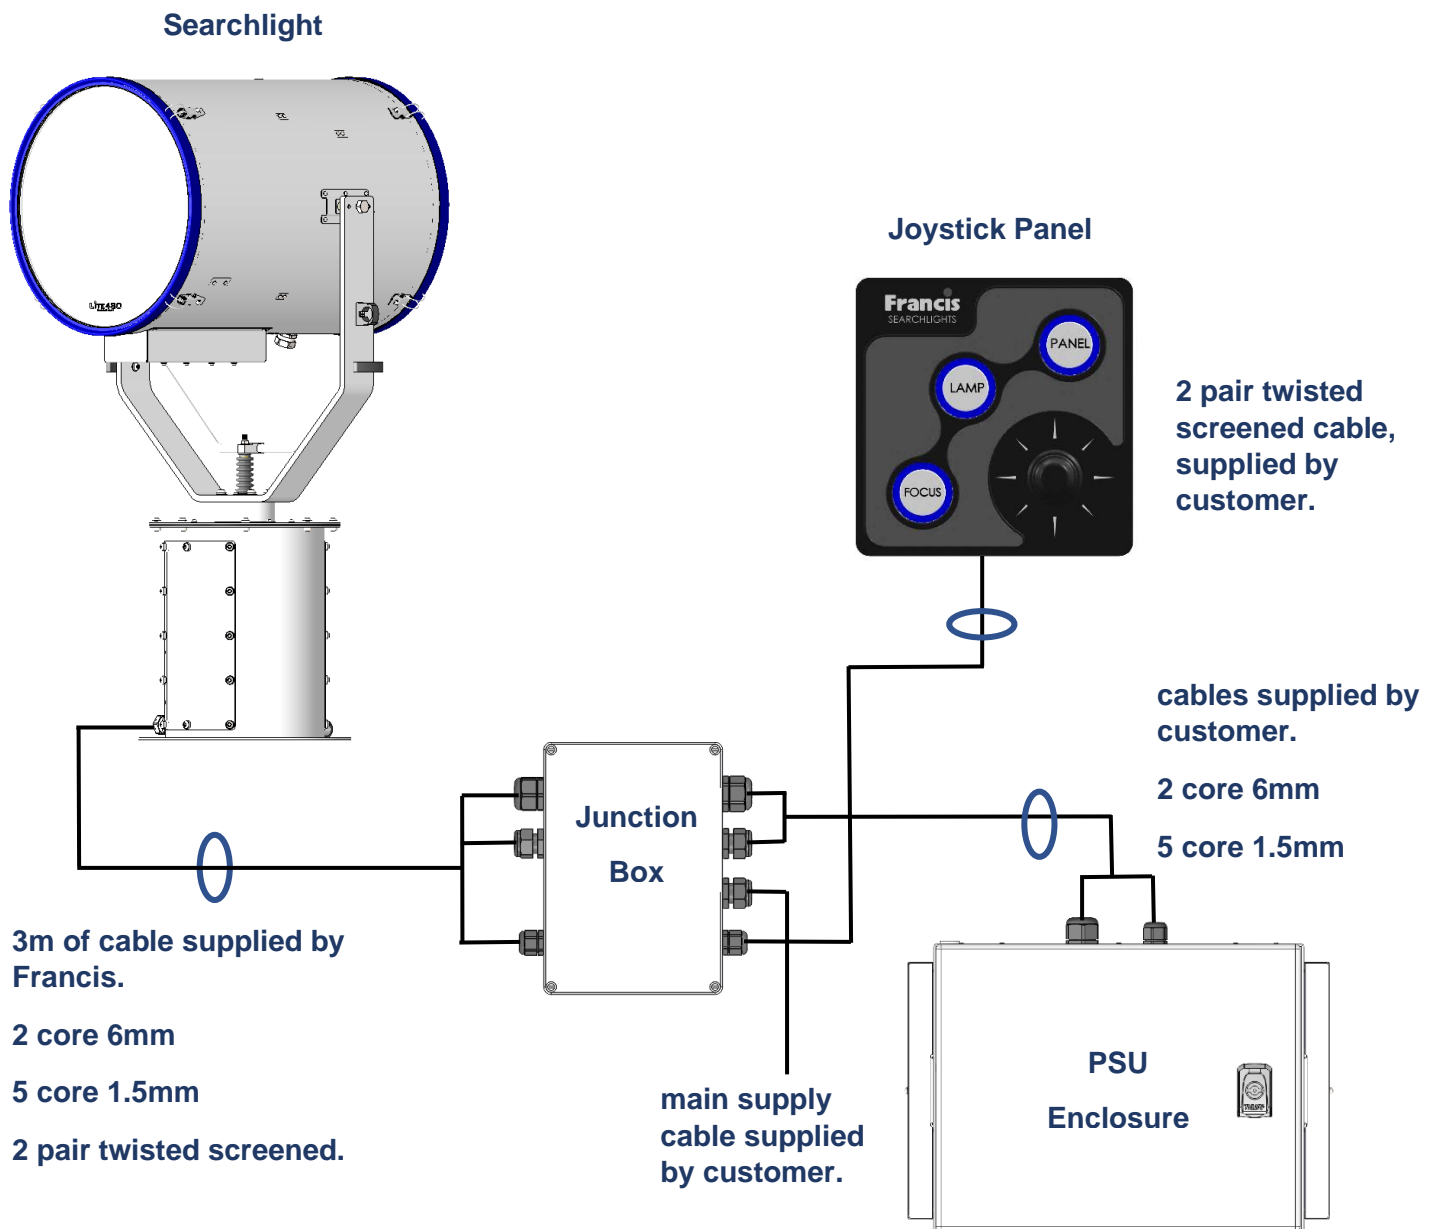 Searchlight
Joystick Panel
Francis
SEARCHLIGHTS
PANEL
LAMP
FOCUS
2 pair twisted
screened cable,
supplied by
customer.
cables supplied by
customer.
2 core 6mm
5 core 1.5mm
Junction
Box
3m of cable supplied by
Francis.
2 core 6mm
5 core 1.5mm
2 pair twisted screened.
main supply
cable supplied
by customer.
PSU
Enclosure